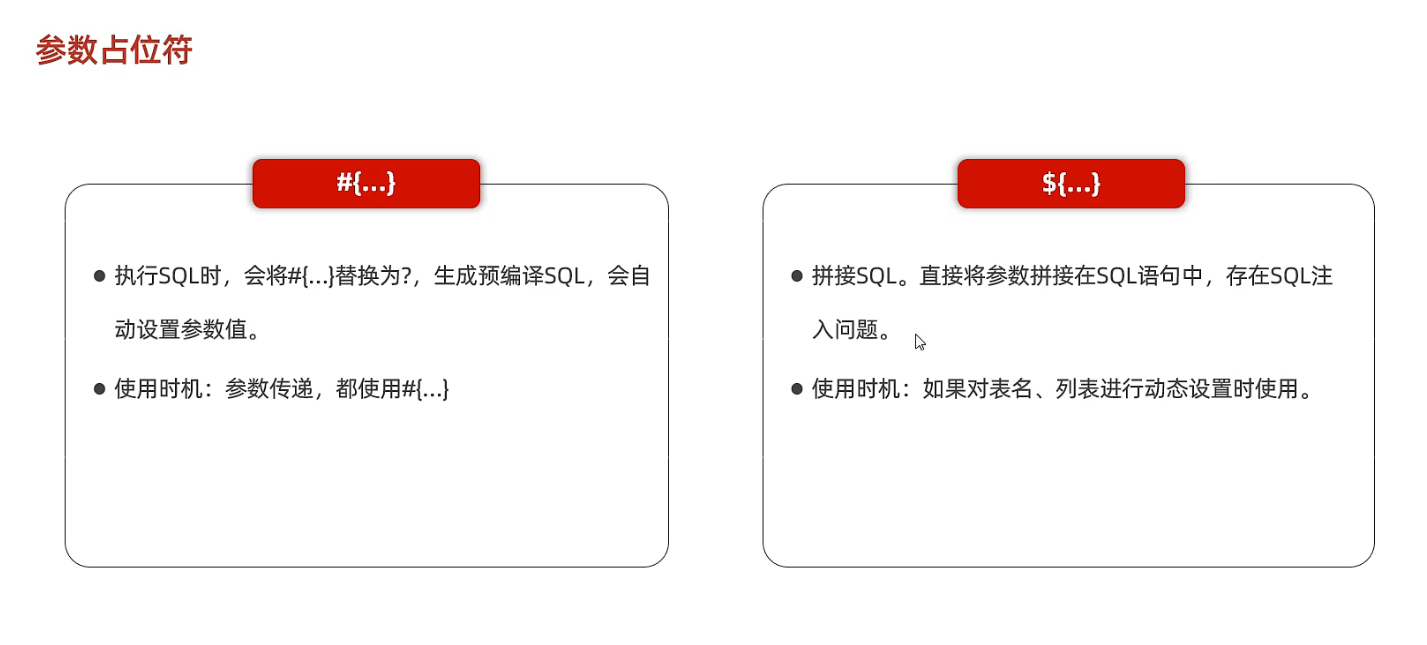 参数占位符
#{…}
执行SQL时，会将#{…}替换为?，生成预编译SQL，会自
动设置参数值。
使用时机：参数传递，都使用#{…}
${…}
拼接SQL。直接将参数拼接在SQL语句中，存在SQL注
入问题。
使用时机：如果对表名、列表进行动态设置时使用。